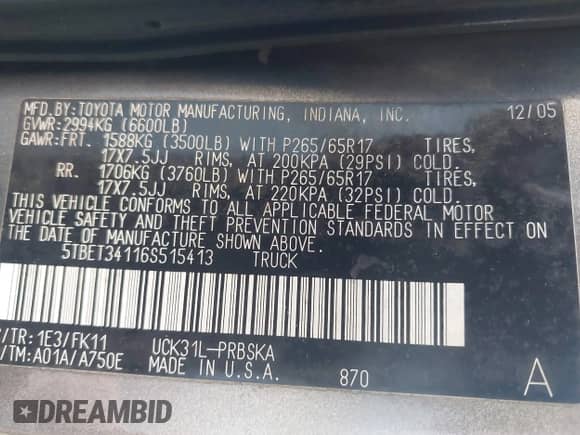 MFD.BY:TOYOTA MOTOR MANUFACTURING, INDIANA, INC. 12/05
GVWR:2994KG (6600LB)
GAWR:FRT. 1588KG (3500LB) WITH P265/65R17 TIRES,
17X7.5JJ RIMS, AT 200KPA (29PSI) COLD.
RR. 1706KG (3760LB) WITH P265/65R17 TIRES,
17X7.5JJ RIMS, AT 220KPA (32PSI) COLD.
THIS VEHICLE CONFORMS TO ALL APPLICABLE FEDERAL MOTOR
VEHICLE SAFETY AND THEFT PREVENTION STANDARDS IN EFFECT ON
THE DATE OF MANUFACTURE SHOWN ABOVE.
5TBET34116S515413 TRUCK
/TR:1E3/FK11 UCK31L-PRBSKA
/TM:A01A/A750E MADE IN U.S.A. 870 A
AUTOBIDEMO